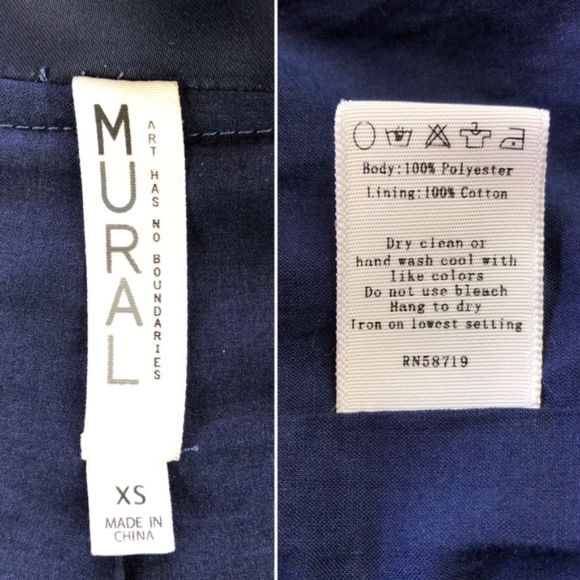 MURAL
ART HAS NO BOUNDARIES
XS
MADE IN
CHINA
Body:100% Polyester
Lining:100% Cotton
Dry clean or
hand wash cool with
like colors
Do not use bleach
Hang to dry
Iron on lowest setting
RN58719